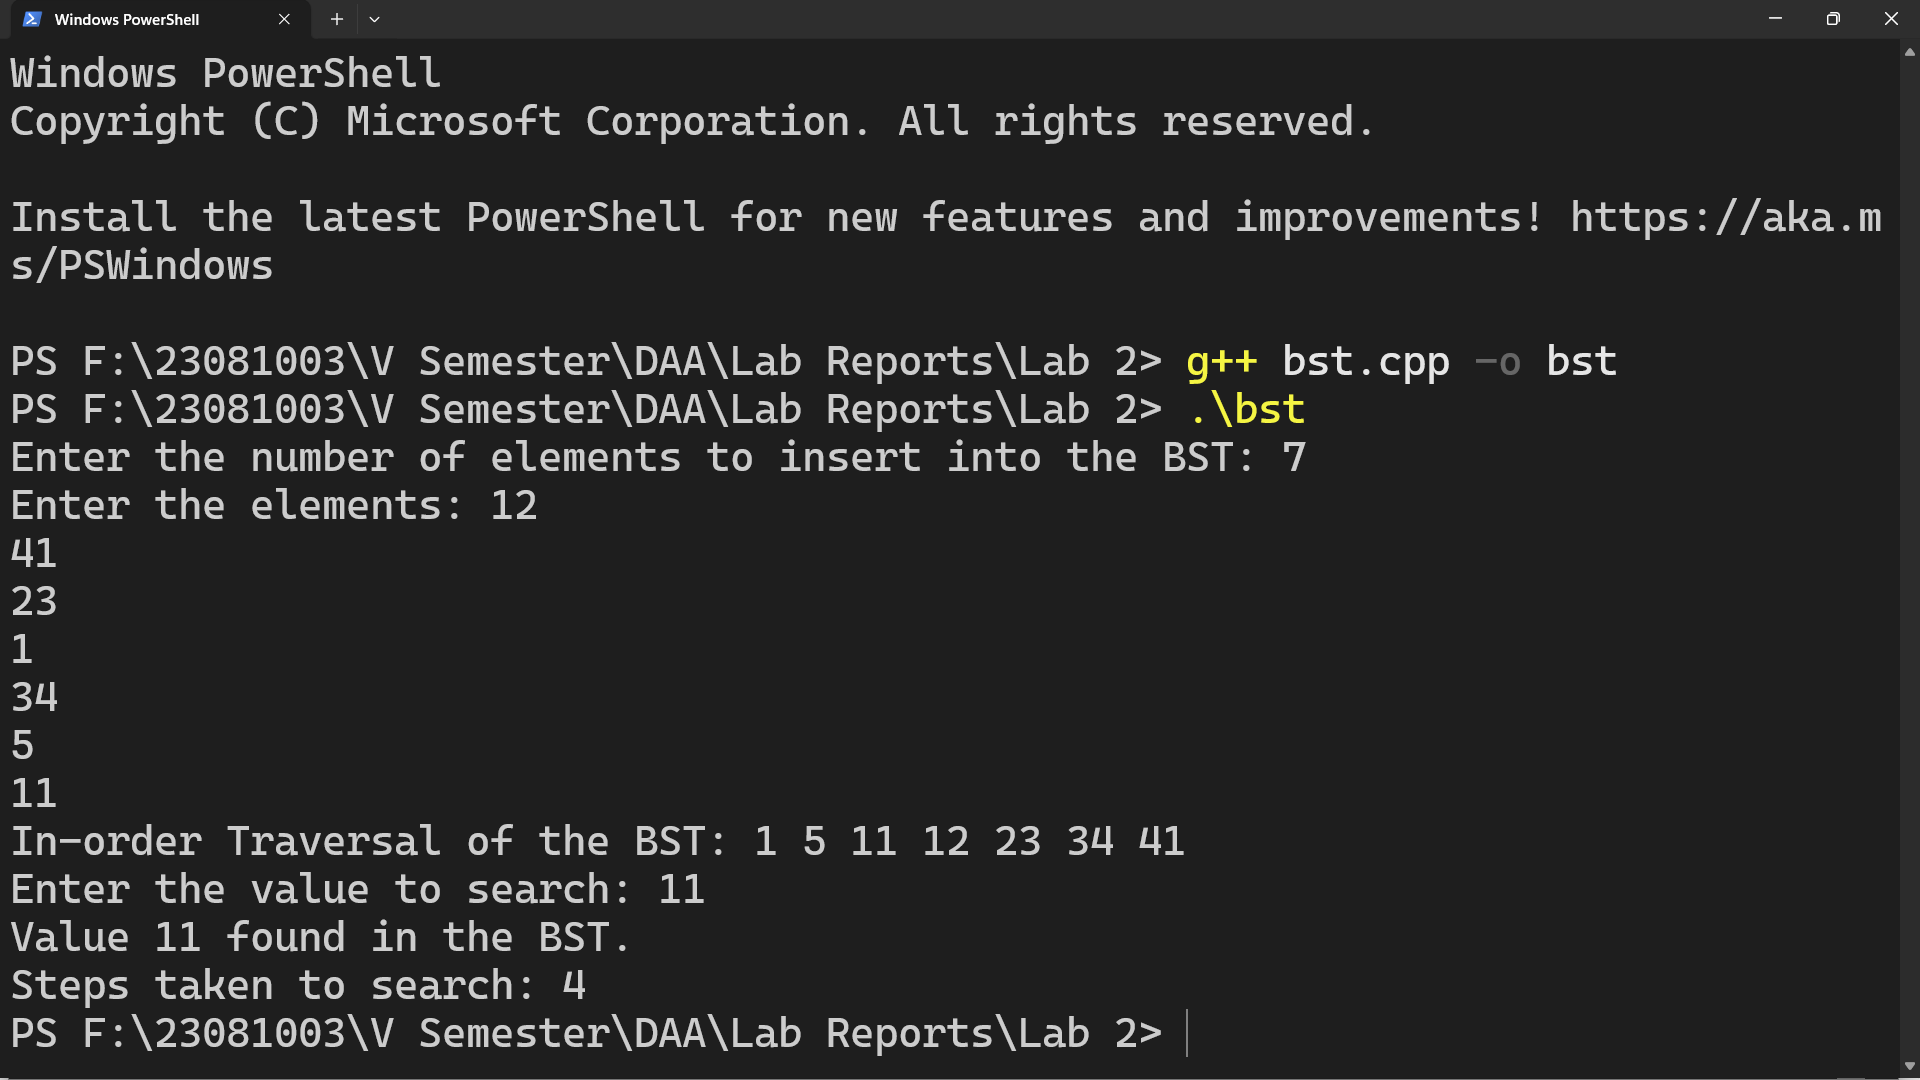 Windows PowerShell
Windows PowerShell
Copyright (C) Microsoft Corporation. All rights reserved.
Install the latest PowerShell for new features and improvements! https://aka.m
s/PSWindows
PS F:\23081003\V Semester\DAA\Lab Reports\Lab 2> g++ bst.cpp -o bst
PS F:\23081003\V Semester\DAA\Lab Reports\Lab 2> .\bst
Enter the number of elements to insert into the BST: 7
Enter the elements: 12
41
23
1
34
5
11
In-order Traversal of the BST: 1 5 11 12 23 34 41
Enter the value to search: 11
Value 11 found in the BST.
Steps taken to search: 4
PS F:\23081003\V Semester\DAA\Lab Reports\Lab 2>